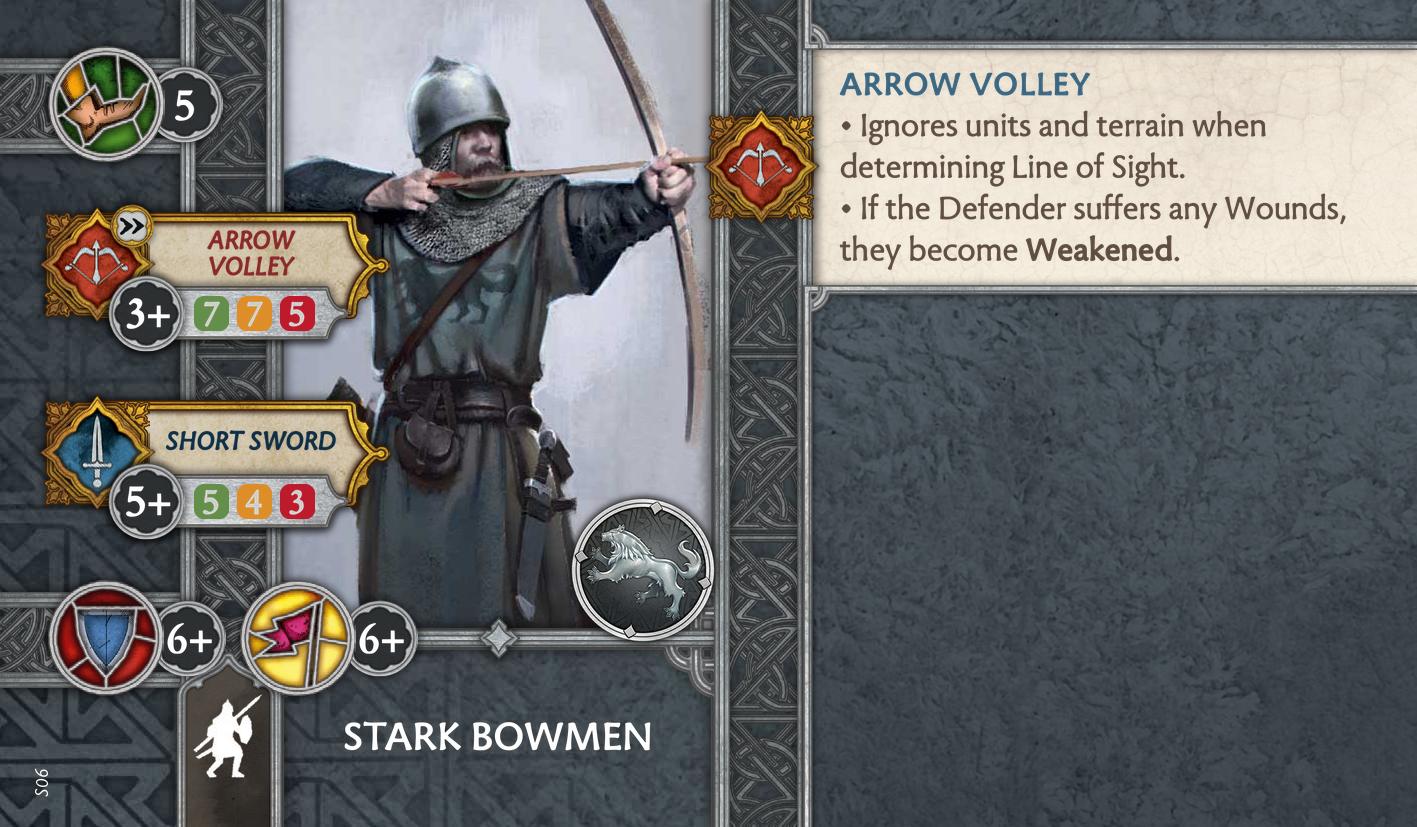 5
ARROW
VOLLEY
3+
7 7 5
SHORT SWORD
5+
5 4 3
6+
6+
STARK BOWMEN
S06
ARROW VOLLEY
• Ignores units and terrain when
determining Line of Sight.
• If the Defender suffers any Wounds,
they become Weakened.